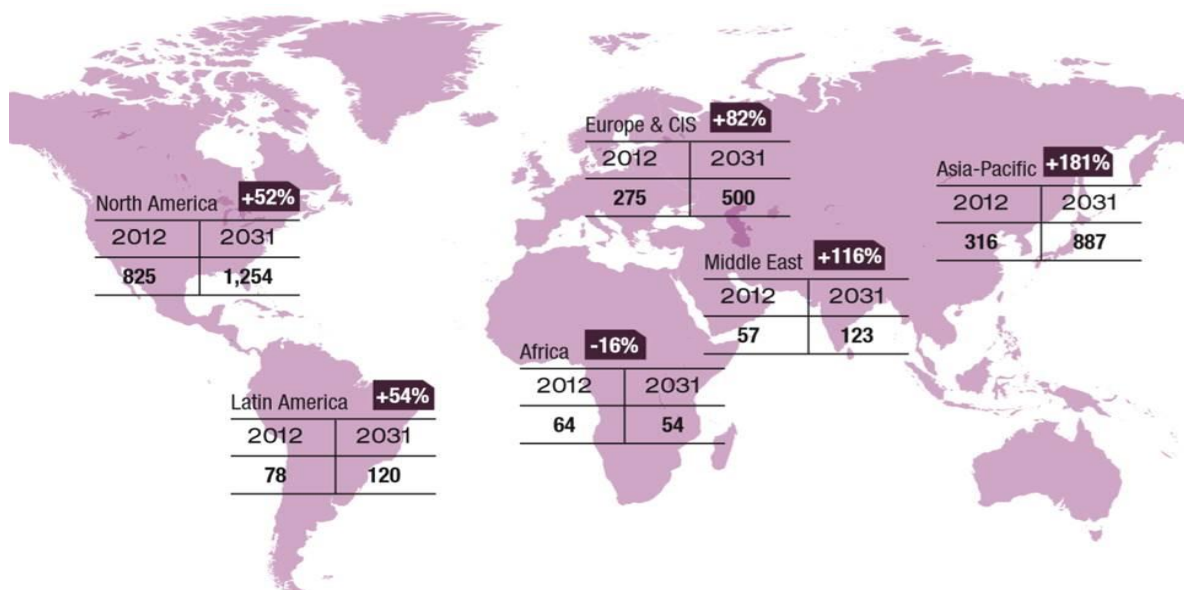 North America +52%
2012 2031
825 1,254
Latin America +54%
2012 2031
78 120
Europe & CIS +82%
2012 2031
275 500
Africa -16%
2012 2031
64 54
Middle East +116%
2012 2031
57 123
Asia-Pacific +181%
2012 2031
316 887